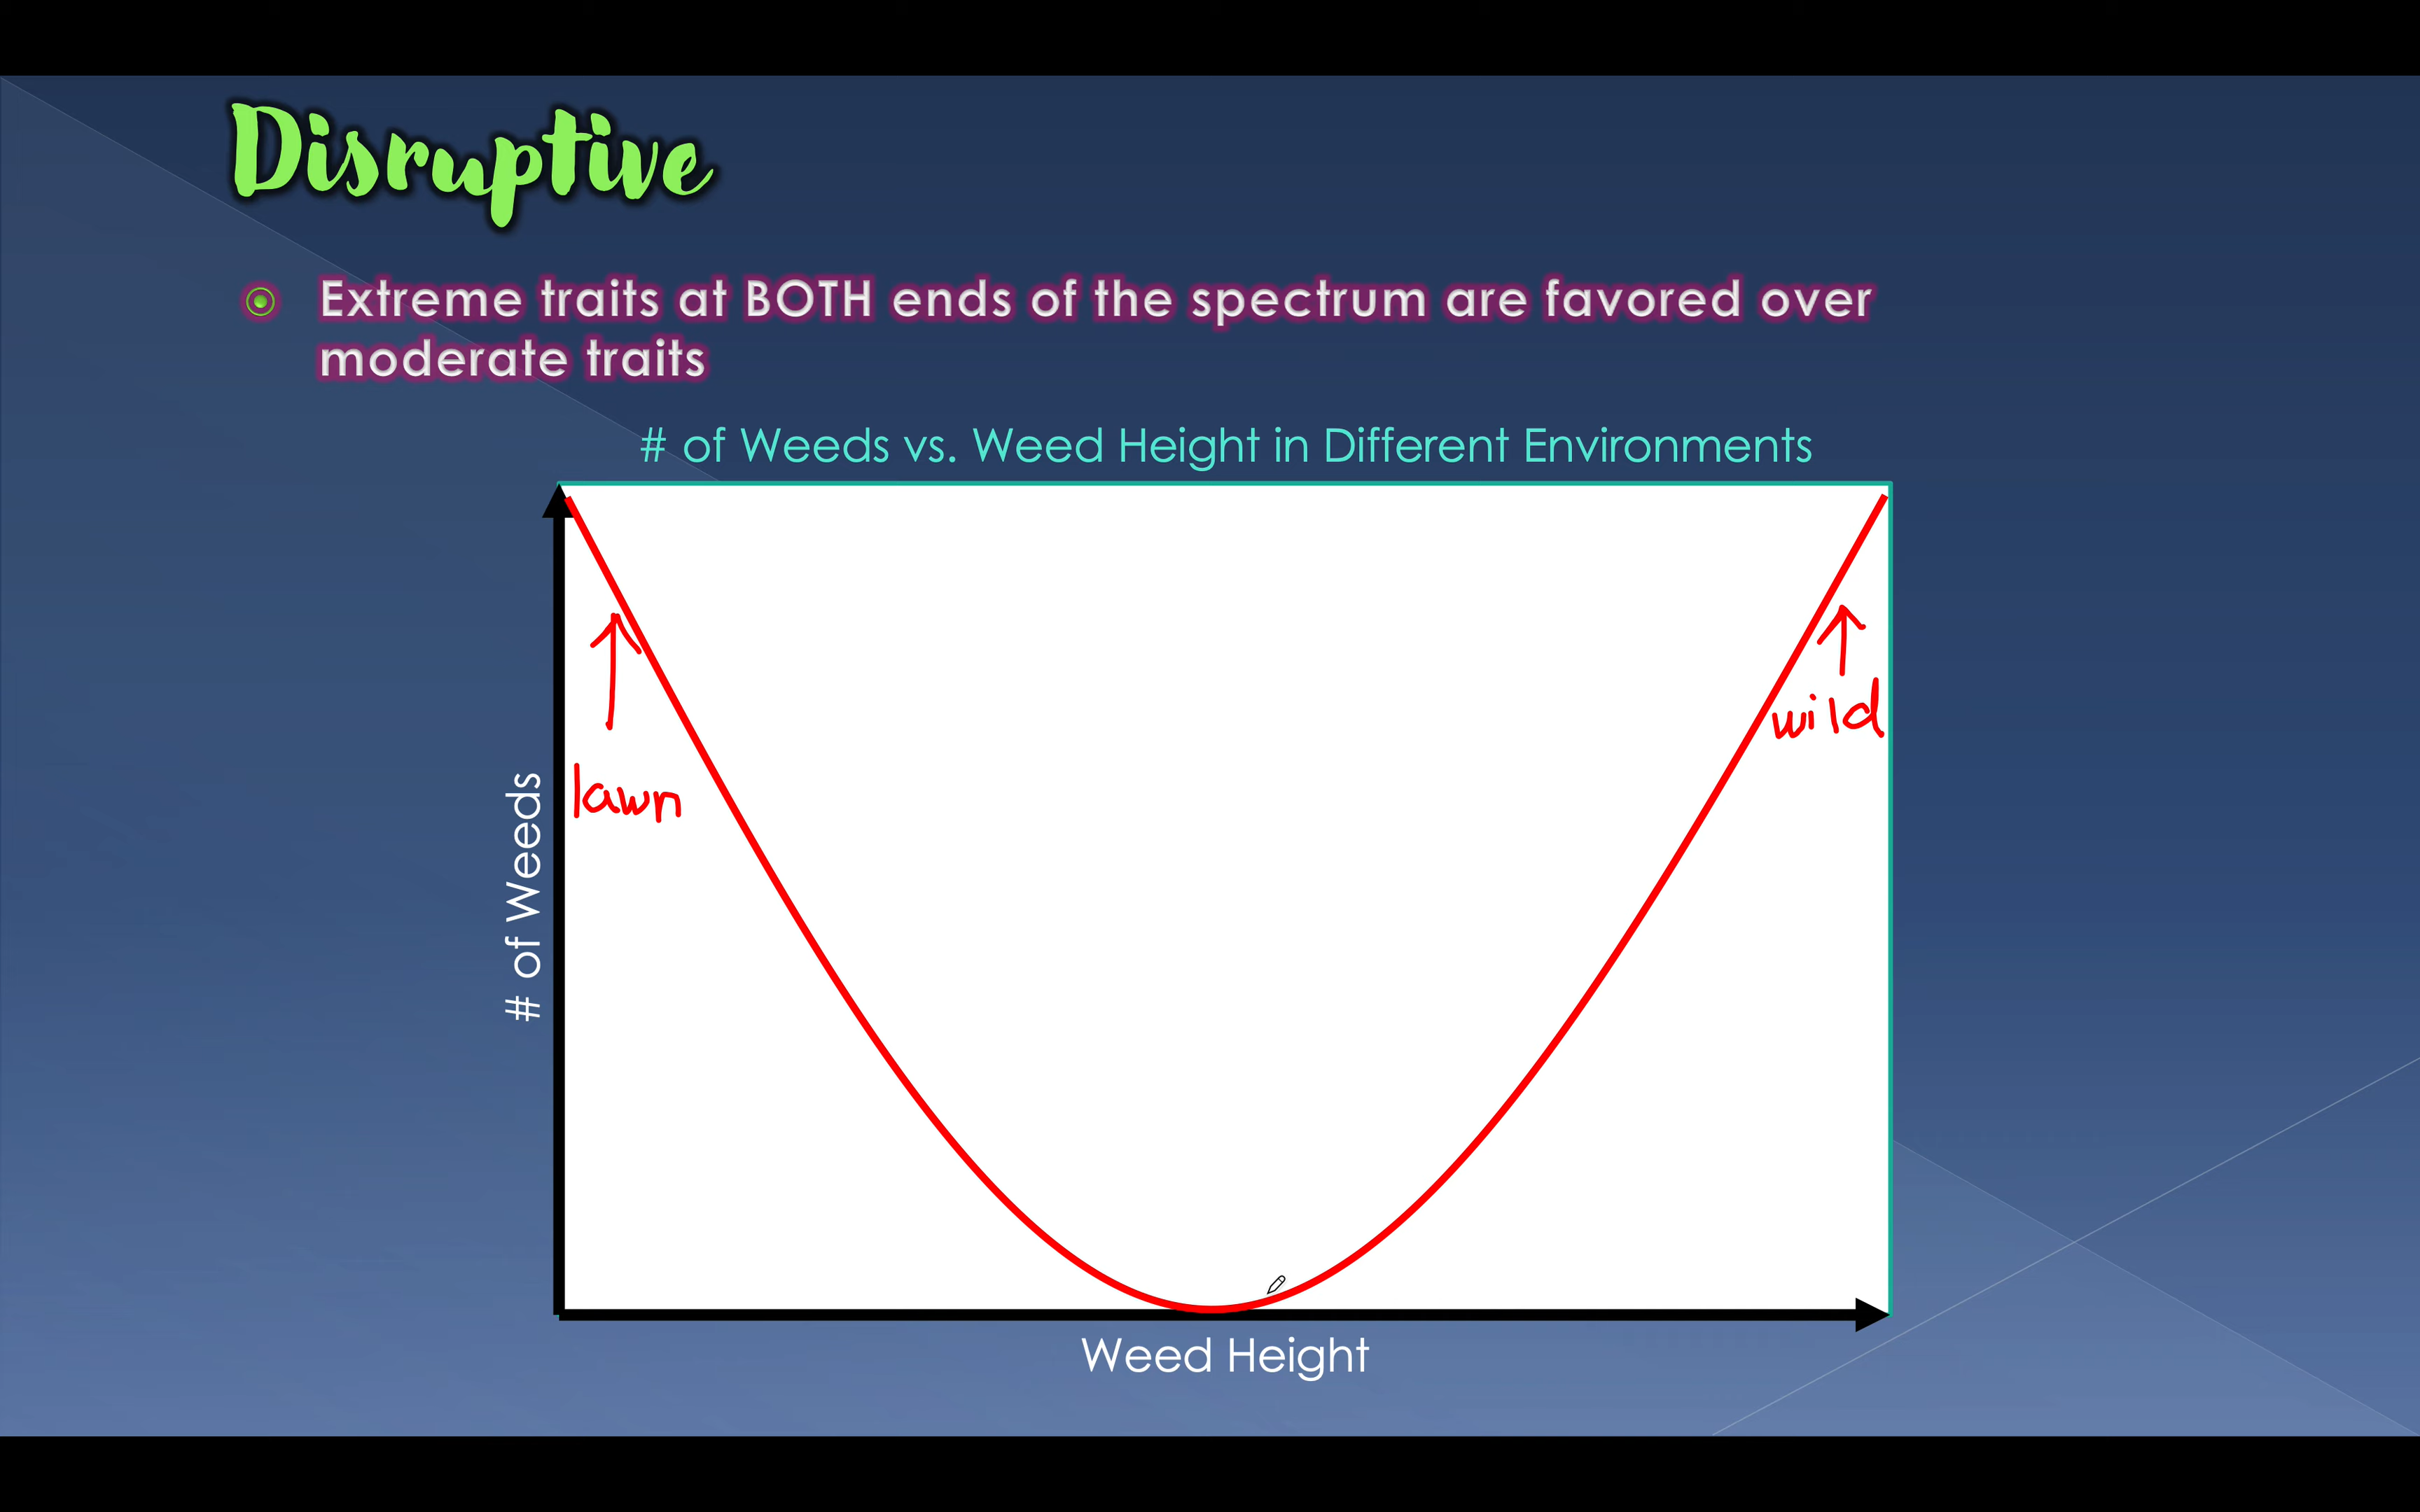 Disruptive
Extreme traits at BOTH ends of the spectrum are favored over
moderate traits
# of Weeds vs. Weed Height in Different Environments
# of Weeds
lawn
wild
Weed Height